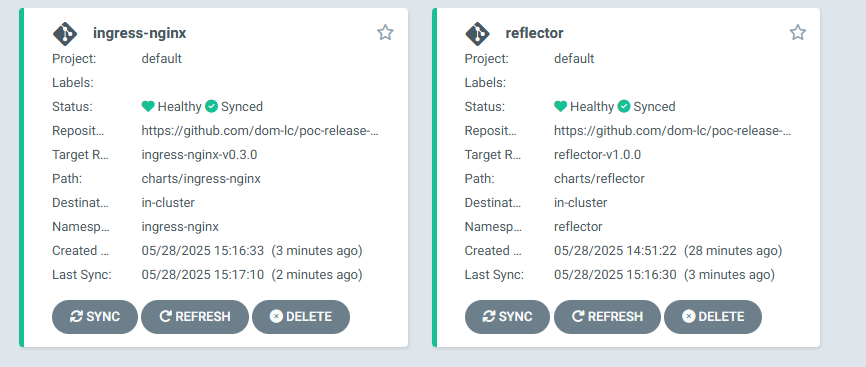 ingress-nginx
Project: default
Labels:
Status: Healthy Synced
Reposit... https://github.com/dom-lc/poc-release-...
Target R... ingress-nginx-v0.3.0
Path: charts/ingress-nginx
Destinat... in-cluster
Namesp... ingress-nginx
Created ... 05/28/2025 15:16:33 (3 minutes ago)
Last Sync: 05/28/2025 15:17:10 (2 minutes ago)
SYNC REFRESH DELETE
reflector
Project: default
Labels:
Status: Healthy Synced
Reposit... https://github.com/dom-lc/poc-release-...
Target R... reflector-v1.0.0
Path: charts/reflector
Destinat... in-cluster
Namesp... reflector
Created ... 05/28/2025 14:51:22 (28 minutes ago)
Last Sync: 05/28/2025 15:16:30 (3 minutes ago)
SYNC REFRESH DELETE